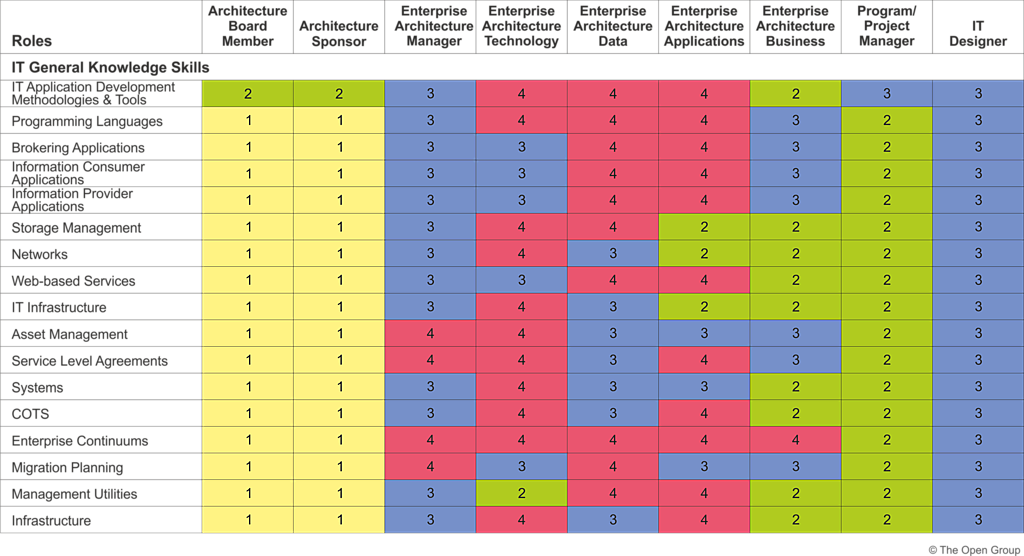 Roles Architecture Board Member Architecture Sponsor Enterprise Architecture Manager Enterprise Architecture Technology Enterprise Architecture Data Enterprise Architecture Applications Enterprise Architecture Business Program/ Project Manager IT Designer
IT General Knowledge Skills
IT Application Development Methodologies & Tools 2 2 3 4 4 4 2 3 3
Programming Languages 1 1 3 4 4 4 3 2 3
Brokering Applications 1 1 3 3 4 4 3 2 3
Information Consumer Applications 1 1 3 3 4 4 3 2 3
Information Provider Applications 1 1 3 3 4 4 3 2 3
Storage Management 1 1 3 4 4 2 2 2 3
Networks 1 1 3 4 3 2 2 2 3
Web-based Services 1 1 3 3 4 4 2 2 3
IT Infrastructure 1 1 3 4 3 2 2 2 3
Asset Management 1 1 4 4 3 3 3 2 3
Service Level Agreements 1 1 4 4 3 4 3 2 3
Systems 1 1 3 4 3 3 2 2 3
COTS 1 1 3 4 3 4 2 2 3
Enterprise Continuums 1 1 4 4 4 4 4 2 3
Migration Planning 1 1 4 3 4 3 3 2 3
Management Utilities 1 1 3 2 4 4 2 2 3
Infrastructure 1 1 3 4 3 4 2 2 3
© The Open Group